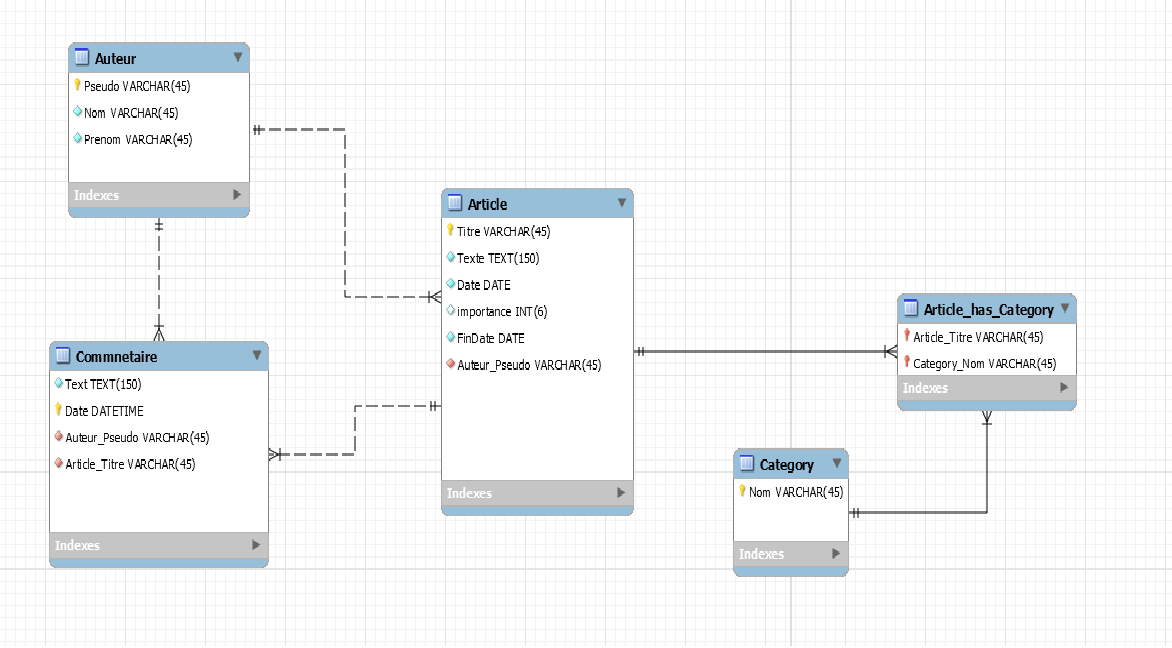 Auteur
Pseudo VARCHAR(45)
Nom VARCHAR(45)
Prenom VARCHAR(45)
Indexes
Article
Titre VARCHAR(45)
Texte TEXT(150)
Date DATE
importance INT(6)
FinDate DATE
Auteur_Pseudo VARCHAR(45)
Indexes
Article_has_Category
Article_Titre VARCHAR(45)
Category_Nom VARCHAR(45)
Indexes
Commnetaire
Text TEXT(150)
Date DATETIME
Auteur_Pseudo VARCHAR(45)
Article_Titre VARCHAR(45)
Indexes
Category
Nom VARCHAR(45)
Indexes